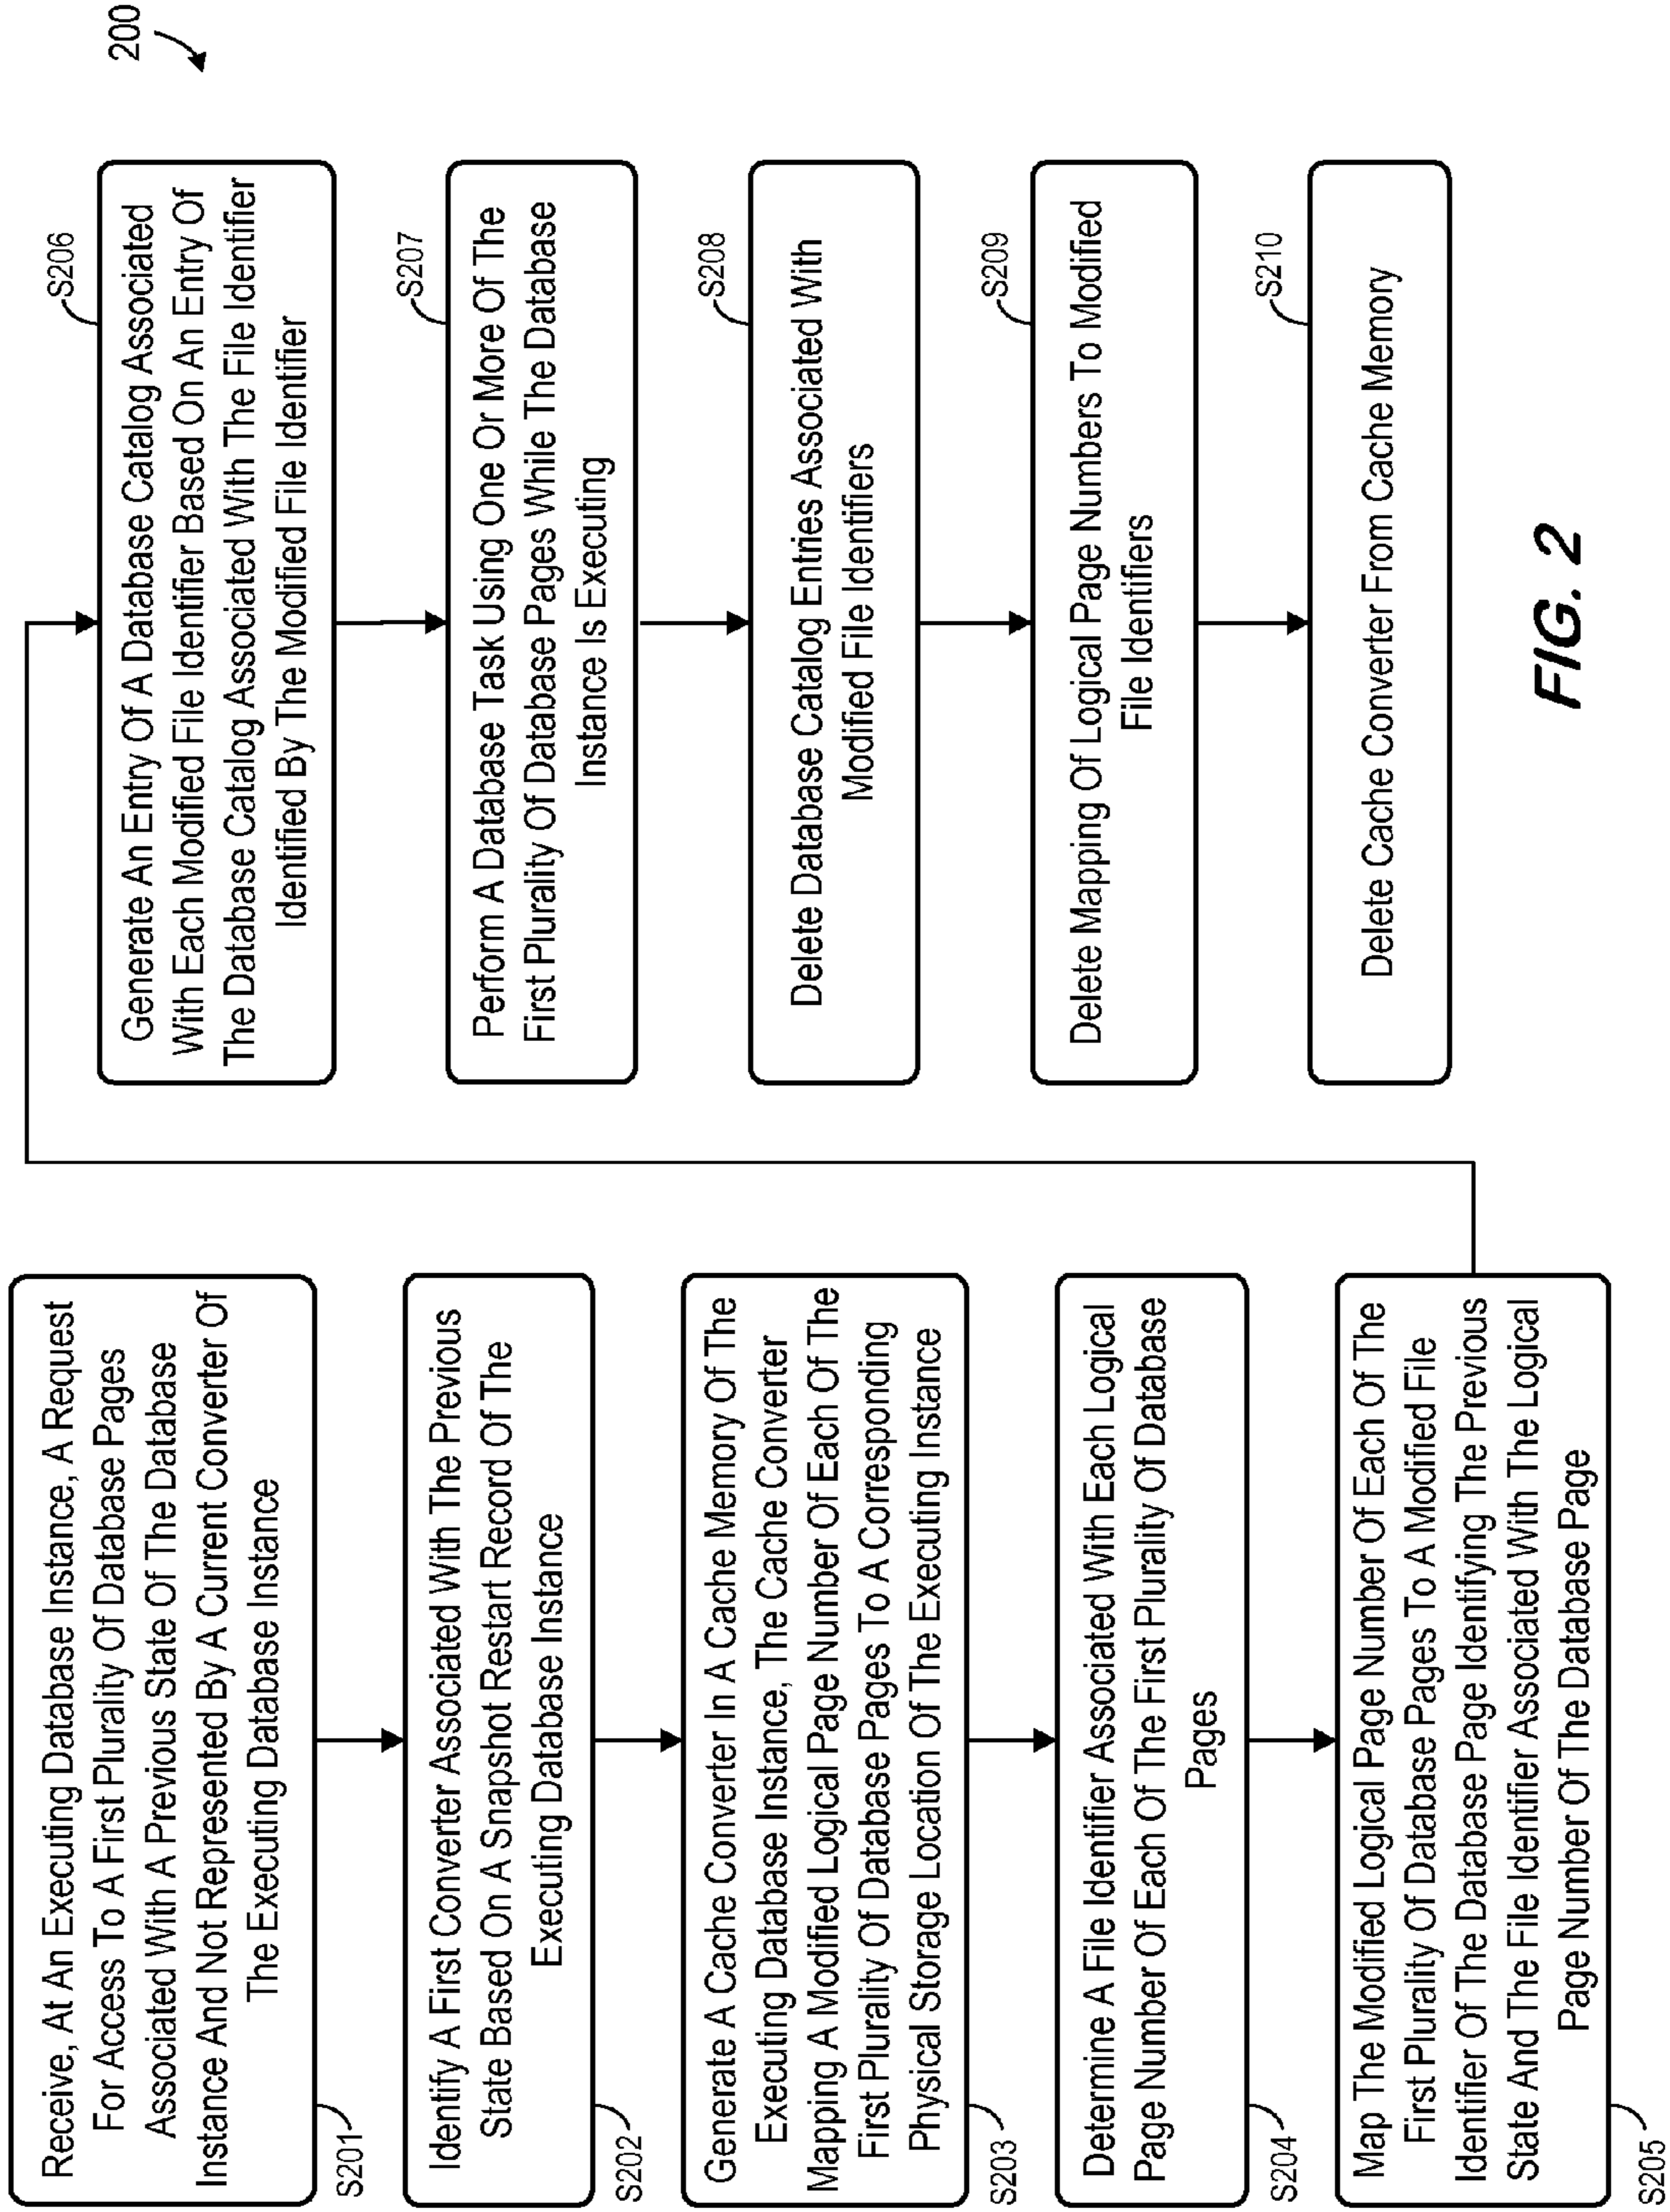 200
Receive, At An Executing Database Instance, A Request
For Access To A First Plurality Of Database Pages
Associated With A Previous State Of The Database
Instance And Not Represented By A Current Converter Of
The Executing Database Instance
S201
Identify A First Converter Associated With The Previous
State Based On A Snapshot Restart Record Of The
Executing Database Instance
S202
Generate A Cache Converter In A Cache Memory Of The
Executing Database Instance, The Cache Converter
Mapping A Modified Logical Page Number Of Each Of The
First Plurality Of Database Pages To A Corresponding
Physical Storage Location Of The Executing Instance
S203
Determine A File Identifier Associated With Each Logical
Page Number Of Each Of The First Plurality Of Database
Pages
S204
Map The Modified Logical Page Number Of Each Of The
First Plurality Of Database Pages To A Modified File
Identifier Of The Database Page Identifying The Previous
State And The File Identifier Associated With The Logical
Page Number Of The Database Page
S205
S206
Generate An Entry Of A Database Catalog Associated
With Each Modified File Identifier Based On An Entry Of
The Database Catalog Associated With The File Identifier
Identified By The Modified File Identifier
S207
Perform A Database Task Using One Or More Of The
First Plurality Of Database Pages While The Database
Instance Is Executing
S208
Delete Database Catalog Entries Associated With
Modified File Identifiers
S209
Delete Mapping Of Logical Page Numbers To Modified
File Identifiers
S210
Delete Cache Converter From Cache Memory
FIG. 2